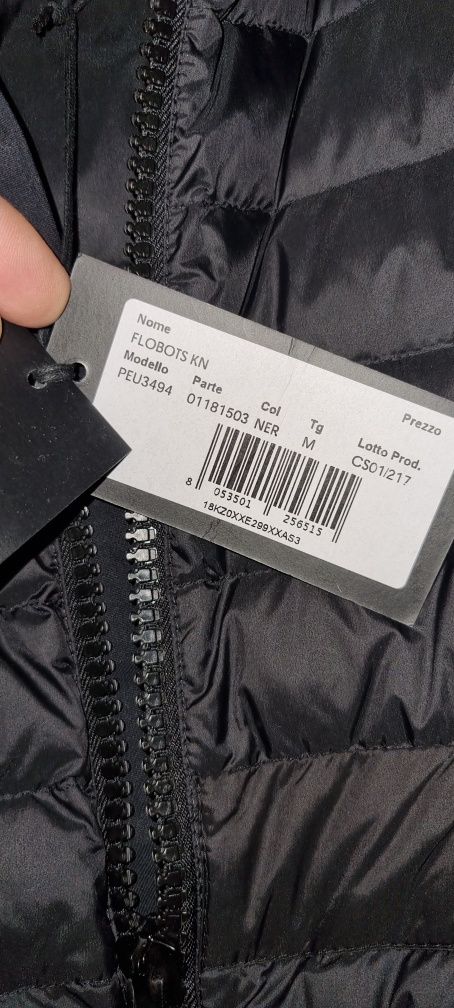 Nome
FLOBOTS KN
Modello Parte Col Tg Prezzo
PEU3494 01181503 NER M
Lotto Prod.
CS01/217
8 053501 256515
18KZ0XXE299XXAS3